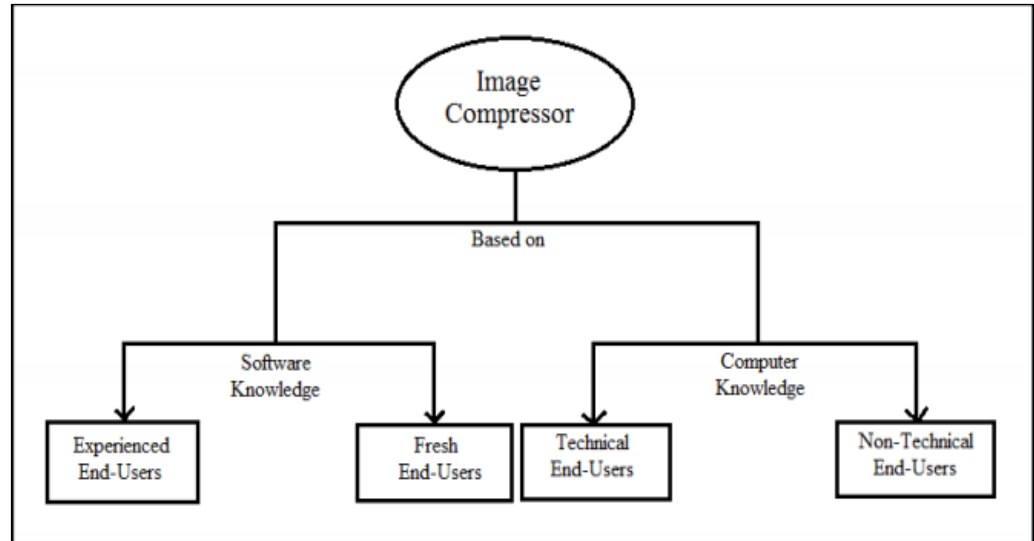 Image
Compressor
Based on
Software
Knowledge
Computer
Knowledge
Experienced
End-Users
Fresh
End-Users
Technical
End-Users
Non-Technical
End-Users